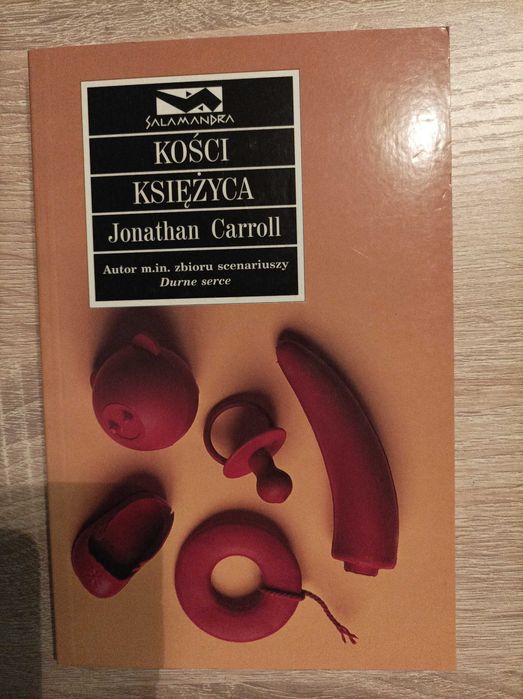 SALAMANDRA
KOŚCI
KSIĘŻYCA
Jonathan Carroll
Autor m.in. zbioru scenariuszy
Durne serce